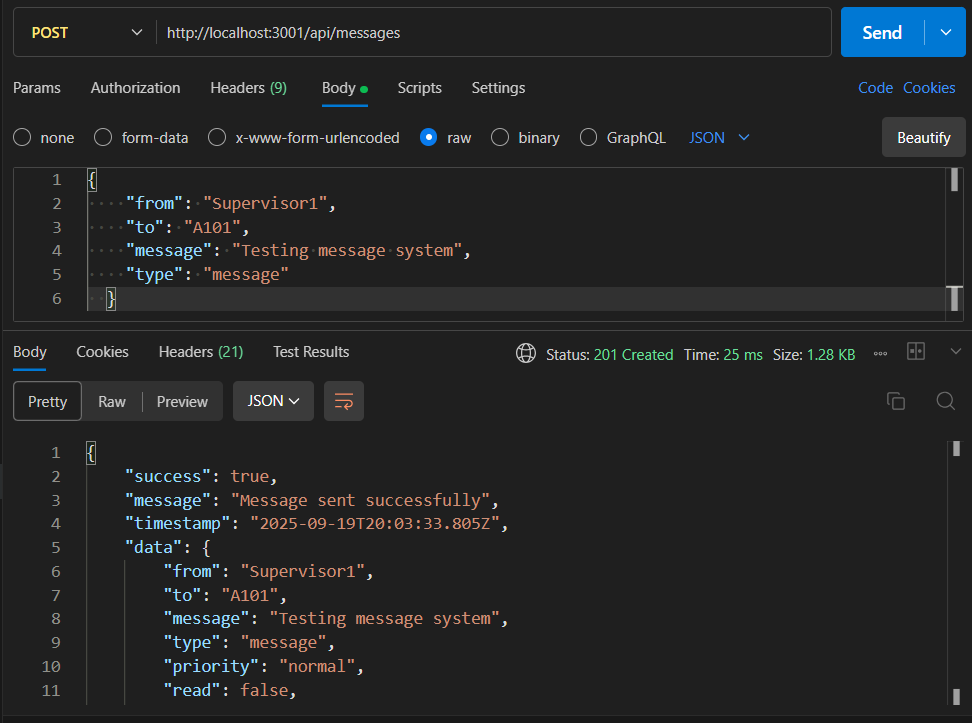 POST http://localhost:3001/api/messages Send
Params Authorization Headers (9) Body Scripts Settings Code Cookies
none form-data x-www-form-urlencoded raw binary GraphQL JSON Beautify
1 {
2 "from": "Supervisor1",
3 "to": "A101",
4 "message": "Testing message system",
5 "type": "message"
6 }
Body Cookies Headers (21) Test Results Status: 201 Created Time: 25 ms Size: 1.28 KB
Pretty Raw Preview JSON
1 {
2 "success": true,
3 "message": "Message sent successfully",
4 "timestamp": "2025-09-19T20:03:33.805Z",
5 "data": {
6 "from": "Supervisor1",
7 "to": "A101",
8 "message": "Testing message system",
9 "type": "message",
10 "priority": "normal",
11 "read": false,